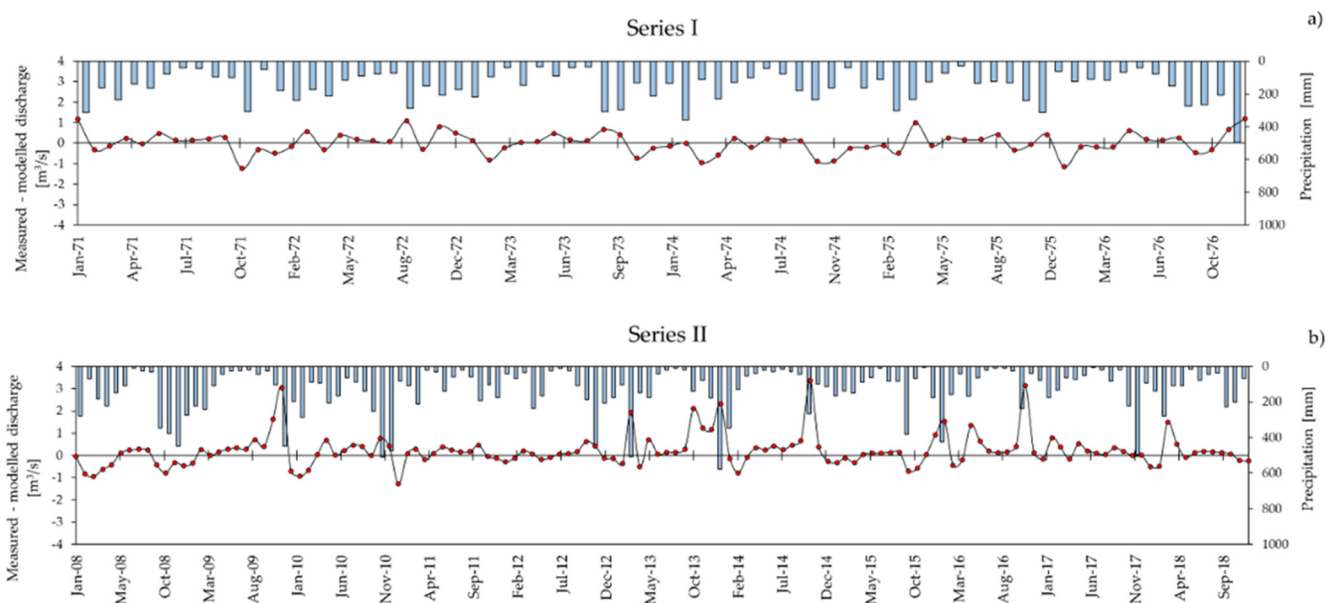 Series I
a)
Measured - modelled discharge
[m³/s]
4
3
2
1
0
-1
-2
-3
-4
0
200
400
600
800
1000
Precipitation [mm]
Jan-71
Apr-71
Jul-71
Oct-71
Feb-72
May-72
Aug-72
Dec-72
Mar-73
Jun-73
Sep-73
Jan-74
Apr-74
Jul-74
Nov-74
Feb-75
May-75
Aug-75
Dec-75
Mar-76
Jun-76
Oct-76
Series II
b)
Measured - modelled discharge
[m³/s]
4
3
2
1
0
-1
-2
-3
-4
0
200
400
600
800
1000
Precipitation [mm]
Jan-08
May-08
Oct-08
Mar-09
Aug-09
Jan-10
Jun-10
Nov-10
Apr-11
Sep-11
Feb-12
Jul-12
Dec-12
May-13
Oct-13
Feb-14
Jul-14
Dec-14
May-15
Oct-15
Mar-16
Aug-16
Jan-17
Jun-17
Nov-17
Apr-18
Sep-18